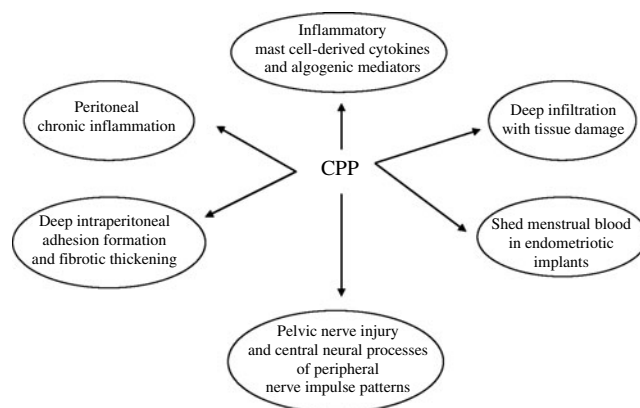 Inflammatory
mast cell-derived cytokines
and algogenic mediators
Peritoneal
chronic inflammation
Deep infiltration
with tissue damage
CPP
Deep intraperitoneal
adhesion formation
and fibrotic thickening
Shed menstrual blood
in endometriotic
implants
Pelvic nerve injury
and central neural processes
of peripheral
nerve impulse patterns